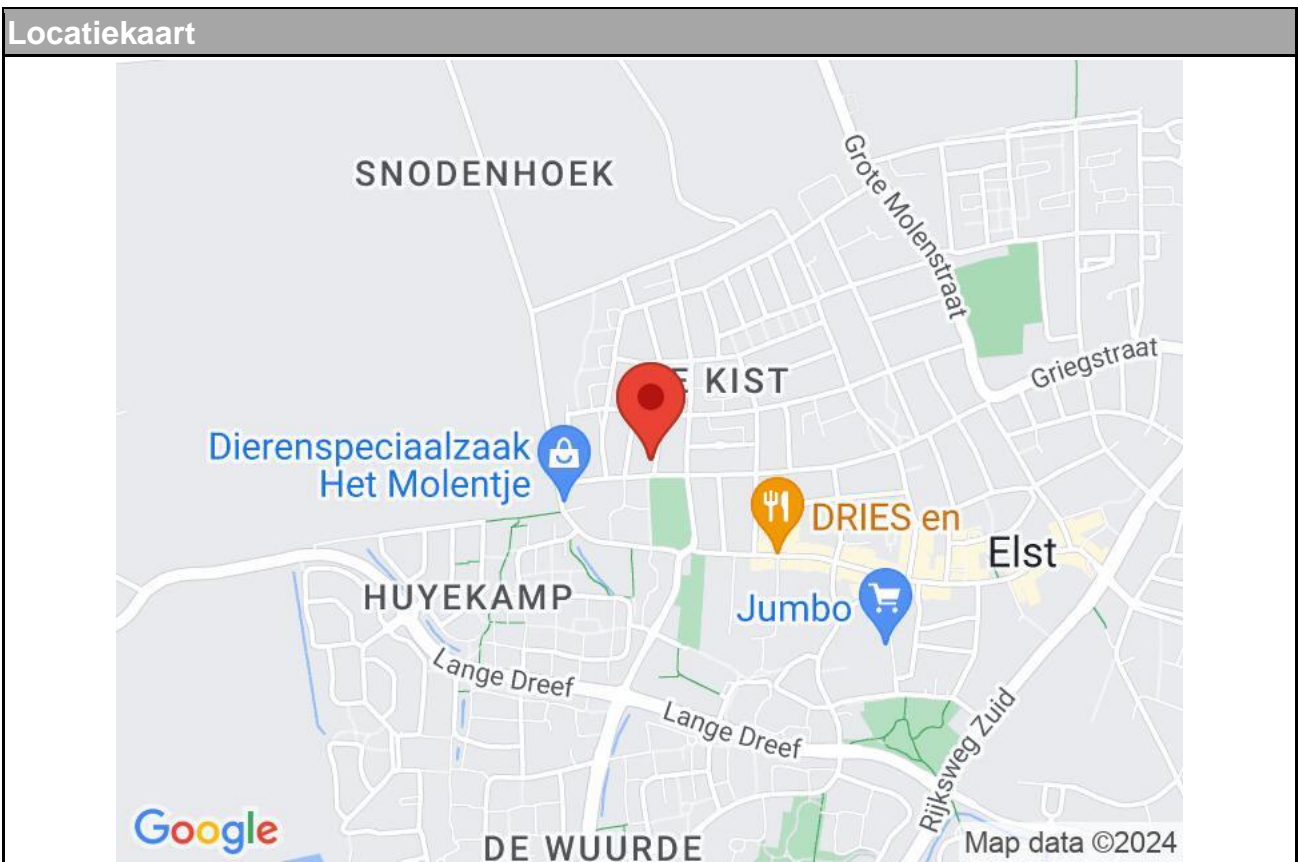 Locatiekaart
SNODENHOEK
Grote Molenstraat
Griegstraat
E KIST
Dierenspeciaalzaak
Het Molentje
DRIES en
Elst
HUYEKAMP
Jumbo
Lange Dreef
Lange Dreef
Rijksweg Zuid
Google
DE WUURDE
Map data ©2024